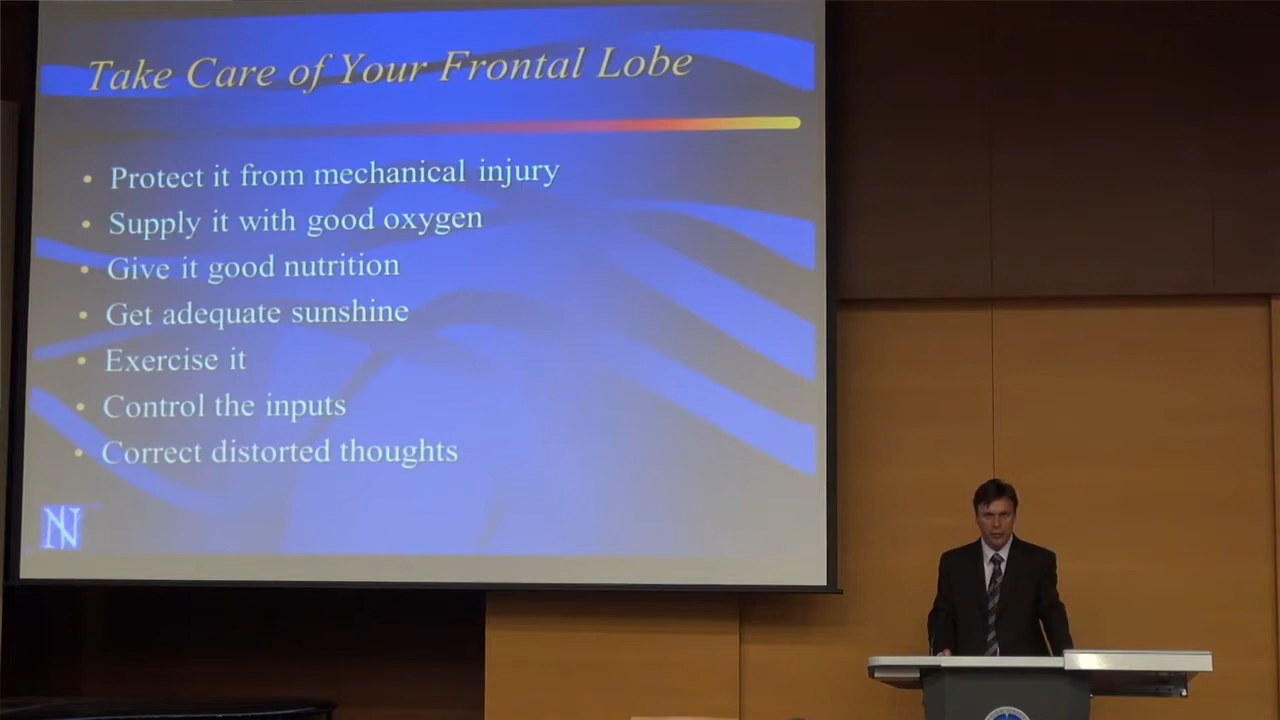 Take Care of Your Frontal Lobe
• Protect it from mechanical injury
• Supply it with good oxygen
• Give it good nutrition
• Get adequate sunshine
• Exercise it
• Control the inputs
• Correct distorted thoughts
N